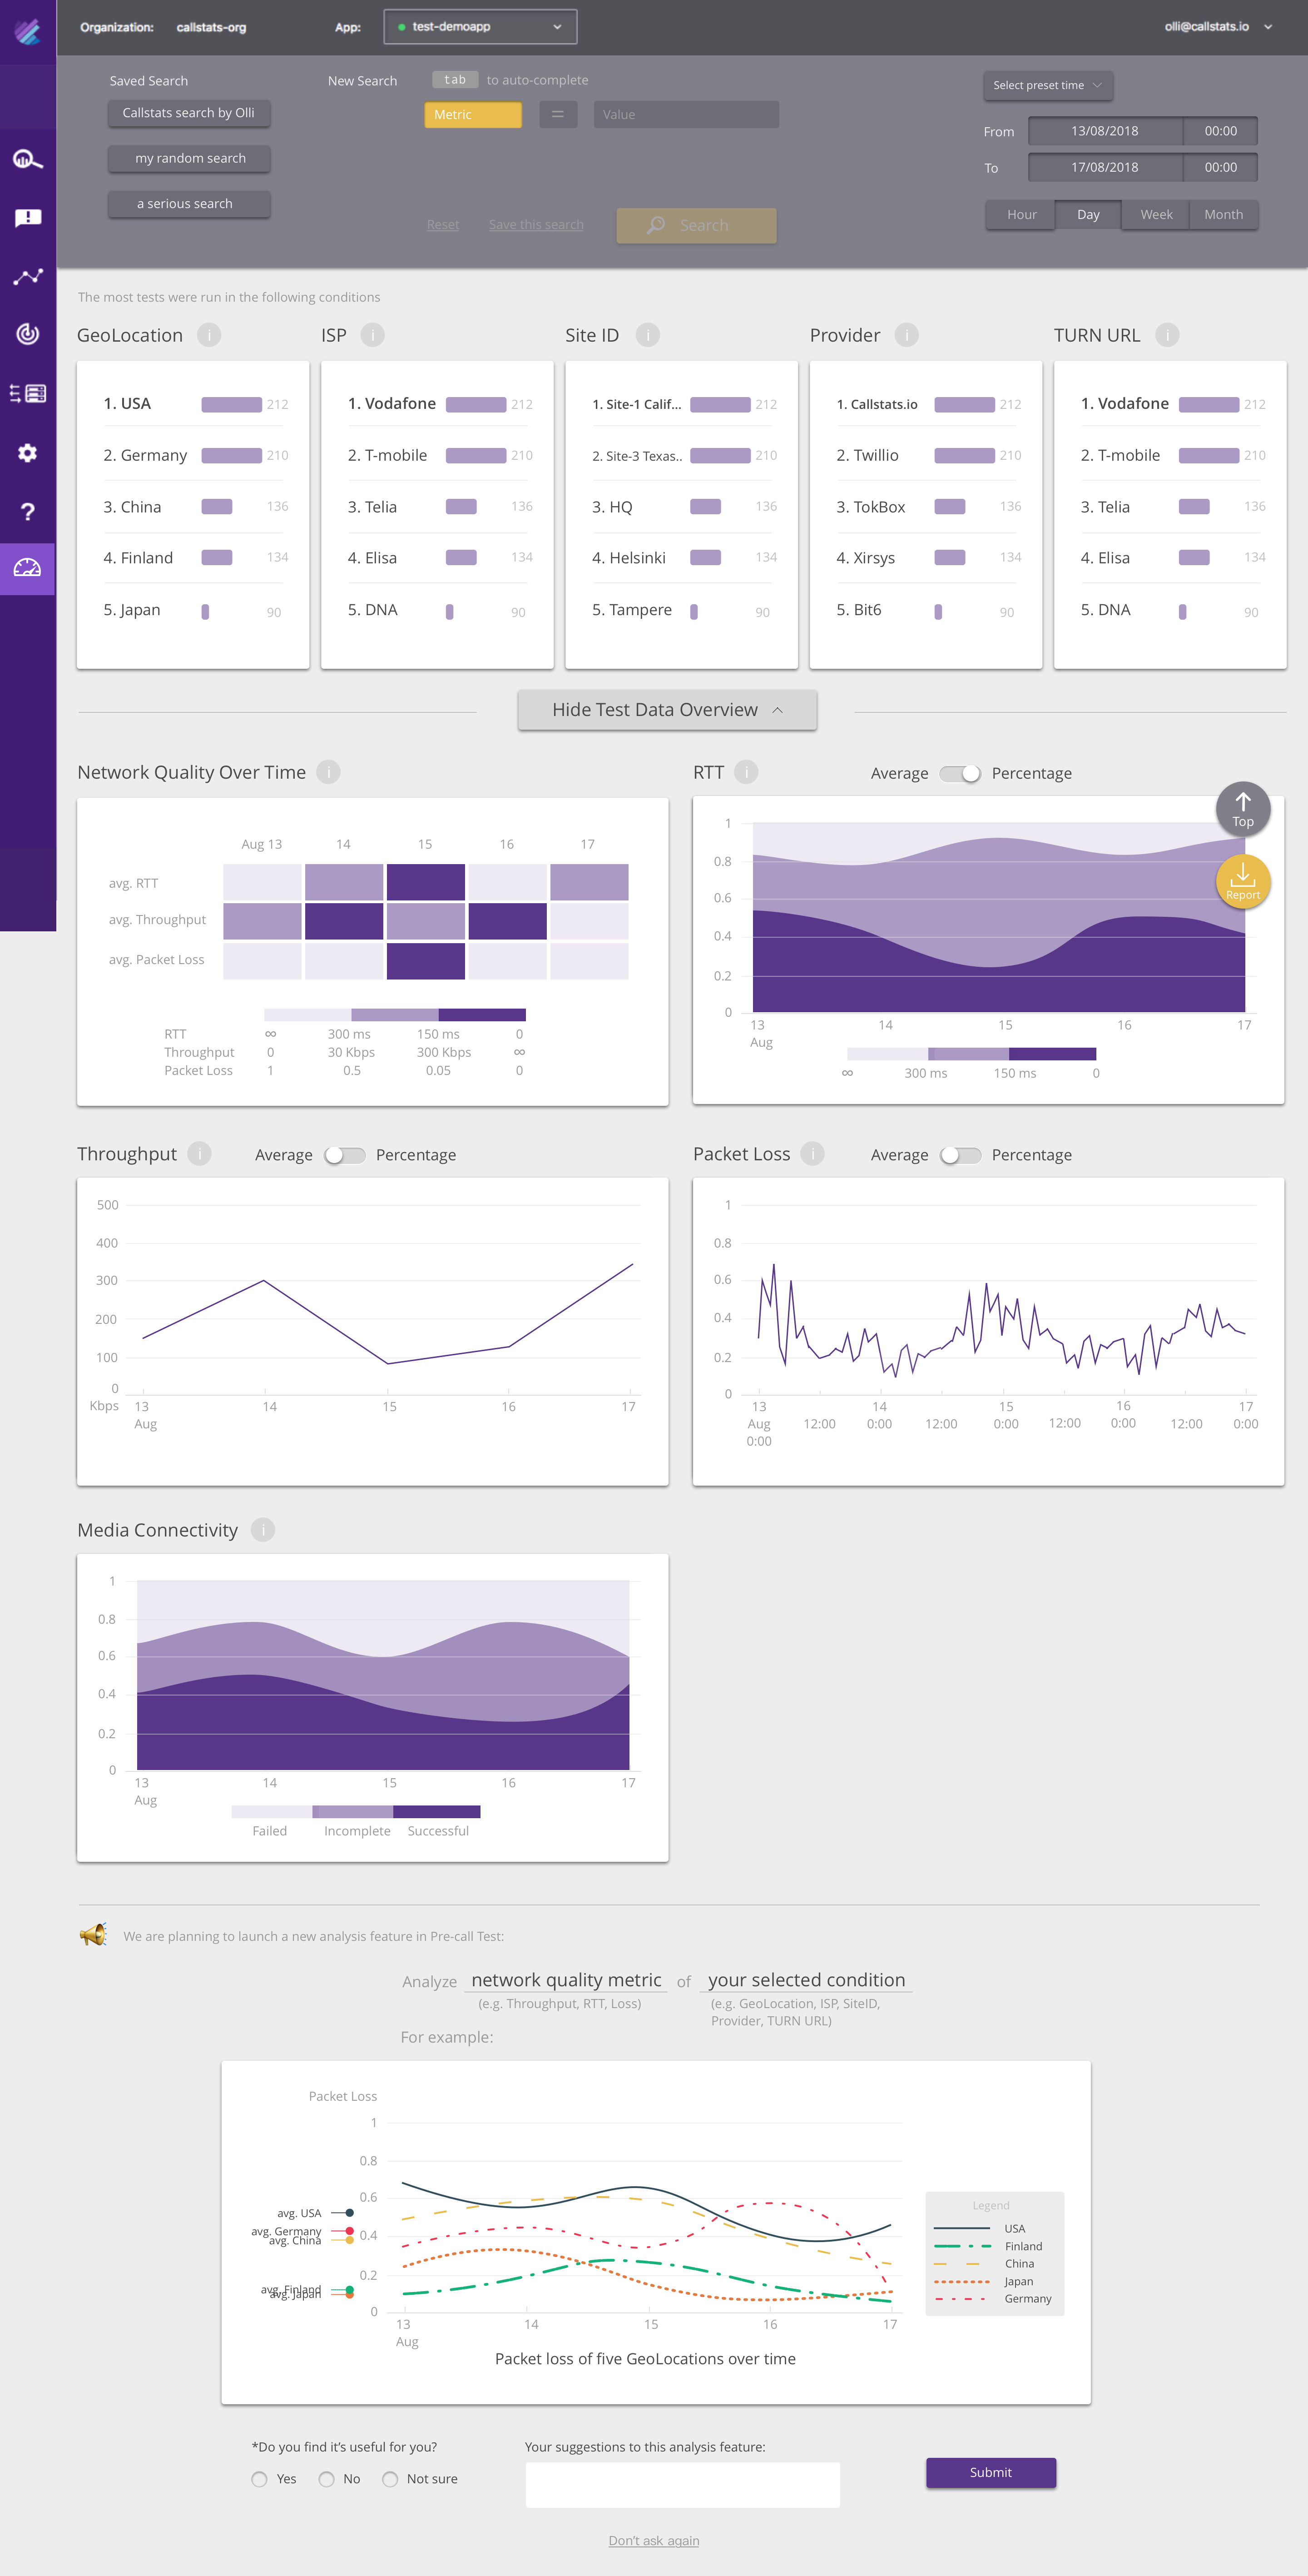 Organization: callstats-org App: test-demoapp olli@callstats.io
Saved Search
Callstats search by Olli
my random search
a serious search
New Search
tab to auto-complete
Metric = Value
Reset Save this search Search
Select preset time
From 13/08/2018 00:00
To 17/08/2018 00:00
Hour Day Week Month
The most tests were run in the following conditions
GeoLocation i
1. USA 212
2. Germany 210
3. China 136
4. Finland 134
5. Japan 90
ISP i
1. Vodafone 212
2. T-mobile 210
3. Telia 136
4. Elisa 134
5. DNA 90
Site ID i
1. Site-1 Calif... 212
2. Site-3 Texas.. 210
3. HQ 136
4. Helsinki 134
5. Tampere 90
Provider i
1. Callstats.io 212
2. Twillio 210
3. TokBox 136
4. Xirsys 134
5. Bit6 90
TURN URL i
1. Vodafone 212
2. T-mobile 210
3. Telia 136
4. Elisa 134
5. DNA 90
Hide Test Data Overview
Network Quality Over Time i
Aug 13 14 15 16 17
avg. RTT
avg. Throughput
avg. Packet Loss
RTT ∞ 300 ms 150 ms 0
Throughput 0 30 Kbps 300 Kbps ∞
Packet Loss 1 0.5 0.05 0
RTT i Average Percentage
Top
Report
1
0.8
0.6
0.4
0.2
0
13 14 15 16 17
Aug
∞ 300 ms 150 ms 0
Throughput i Average Percentage
500
400
300
200
100
0
Kbps 13 14 15 16 17
Aug
Packet Loss i Average Percentage
1
0.8
0.6
0.4
0.2
0
13 14 15 16 17
Aug 12:00 0:00 12:00 0:00 12:00 0:00 12:00 0:00
0:00
Media Connectivity i
1
0.8
0.6
0.4
0.2
0
13 14 15 16 17
Aug
Failed Incomplete Successful
We are planning to launch a new analysis feature in Pre-call Test:
Analyze network quality metric of your selected condition
(e.g. Throughput, RTT, Loss) (e.g. GeoLocation, ISP, SiteID,
Provider, TURN URL)
For example:
Packet Loss
1
0.8
0.6
0.4
0.2
0
avg. USA
avg. Germany
avg. China
avg. Finland
avg. Japan
13 14 15 16 17
Aug
Legend
USA
Finland
China
Japan
Germany
Packet loss of five GeoLocations over time
*Do you find it's useful for you?
Yes No Not sure
Your suggestions to this analysis feature:
Submit
Don't ask again